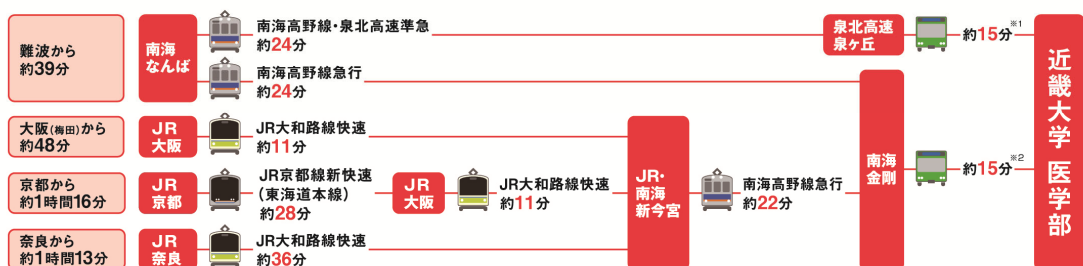 難波から
約39分
南海
なんば
南海高野線・泉北高速準急
約24分
泉北高速
泉ヶ丘
約15分※1
南海高野線急行
約24分
大阪(梅田)から
約48分
JR
大阪
JR大和路線快速
約11分
京都から
約1時間16分
JR
京都
JR京都線新快速
(東海道本線)
約28分
JR
大阪
JR大和路線快速
約11分
奈良から
約1時間13分
JR
奈良
JR大和路線快速
約36分
JR・
南海
新今宮
南海高野線急行
約22分
南海
金剛
約15分※2
近畿大学 医学部